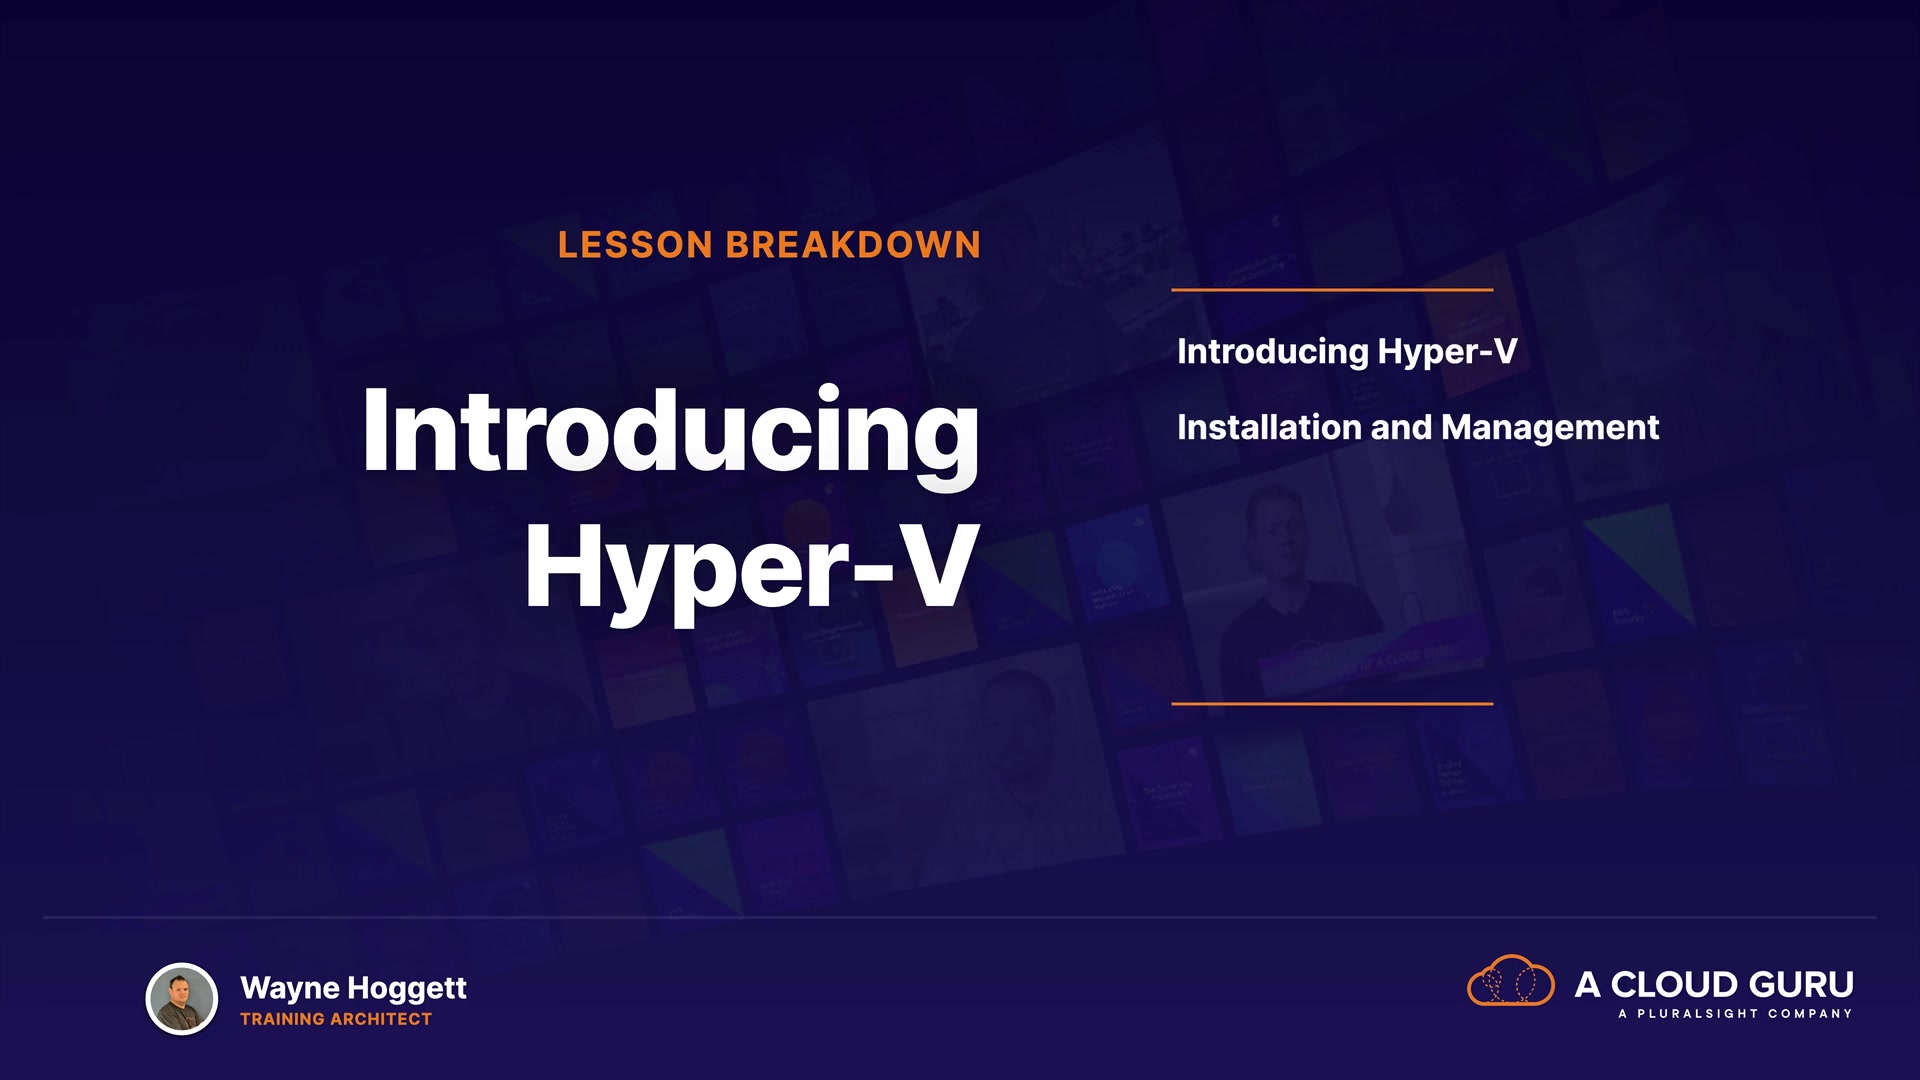 LESSON BREAKDOWN
Introducing
Hyper-V
Introducing Hyper-V
Installation and Management
Wayne Hoggett
TRAINING ARCHITECT
A CLOUD GURU
A PLURALSIGHT COMPANY